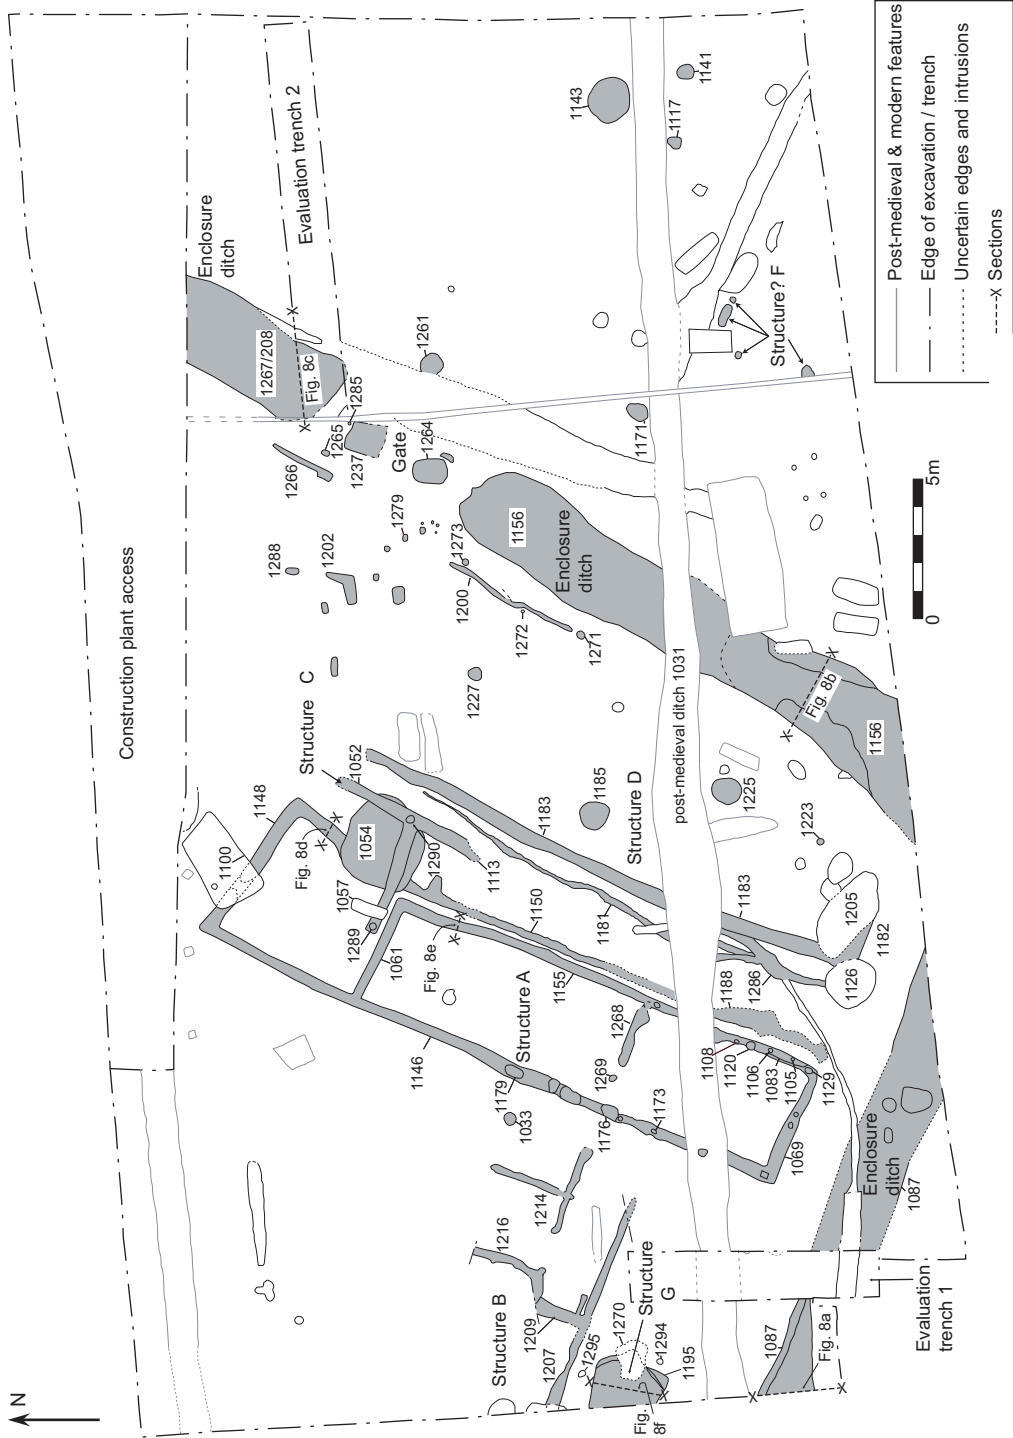 N
Construction plant access
Enclosure
ditch
Evaluation trench 2
1267/208
Fig. 8c
1285
1265
1237
1266
Gate
1264
1261
1143
1141
1117
1288
1202
1279
1273
1200
1272
1271
1227
1156
Enclosure
ditch
1171
Structure? F
Structure C
1052
1148
1100
Fig. 8d
1054
1057
1290
1289
1113
1061
Fig. 8e
1150
1183
1185
Structure D
post-medieval ditch 1031
Fig. 8b
1156
1225
1223
1181
1155
Structure A
1146
1179
1033
1268
1269
1176
1173
1188
1286
1183
1205
1182
1126
1108
1120
1106
1083
1105
1129
1069
Enclosure
ditch
1087
1214
1216
Structure B
1209
1207
1295
1270
Structure
G
1294
1195
Fig.
8f
1087
Fig. 8a
Evaluation
trench 1
0
5m
Post-medieval & modern features
Edge of excavation / trench
Uncertain edges and intrusions
X Sections